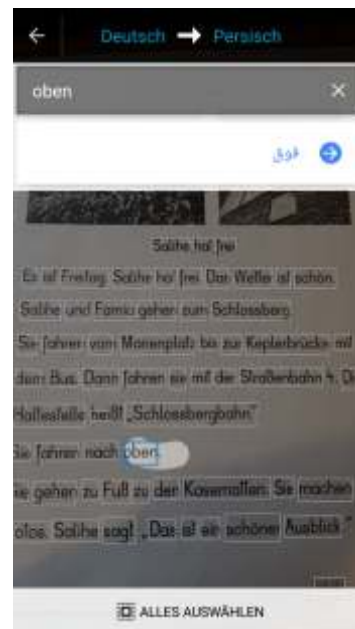 Deutsch → Persisch
oben
فوق
Salihe hat frei
Es ist Freitag. Salihe hat frei. Das Wetter ist schön.
Salihe und Famia gehen zum Schlossberg.
Sie fahren vom Marienplatz bis zur Keplerbrücke mit
dem Bus. Dann fahren sie mit der Straßenbahn 4. D
Haltestelle heißt „Schlossbergbahn“
Sie fahren nach oben.
ie gehen zu Fuß zu den Kasematten. Sie machen
otos. Salihe sagt „Das ist ein schöner Ausblick.“
ALLES AUSWÄHLEN